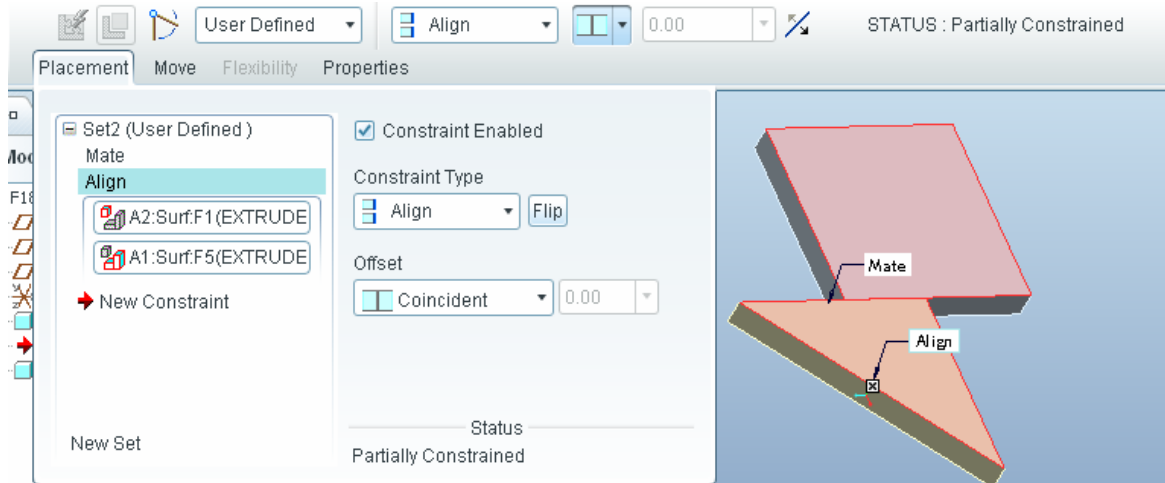 User Defined Align 0.00 STATUS : Partially Constrained
Placement Move Flexibility Properties
Set2 (User Defined )
Mate
Align
A2:Surf:F1(EXTRUDE
A1:Surf:F5(EXTRUDE
New Constraint
New Set
Constraint Enabled
Constraint Type
Align Flip
Offset
Coincident 0.00
Status
Partially Constrained
F18
Mate
Align